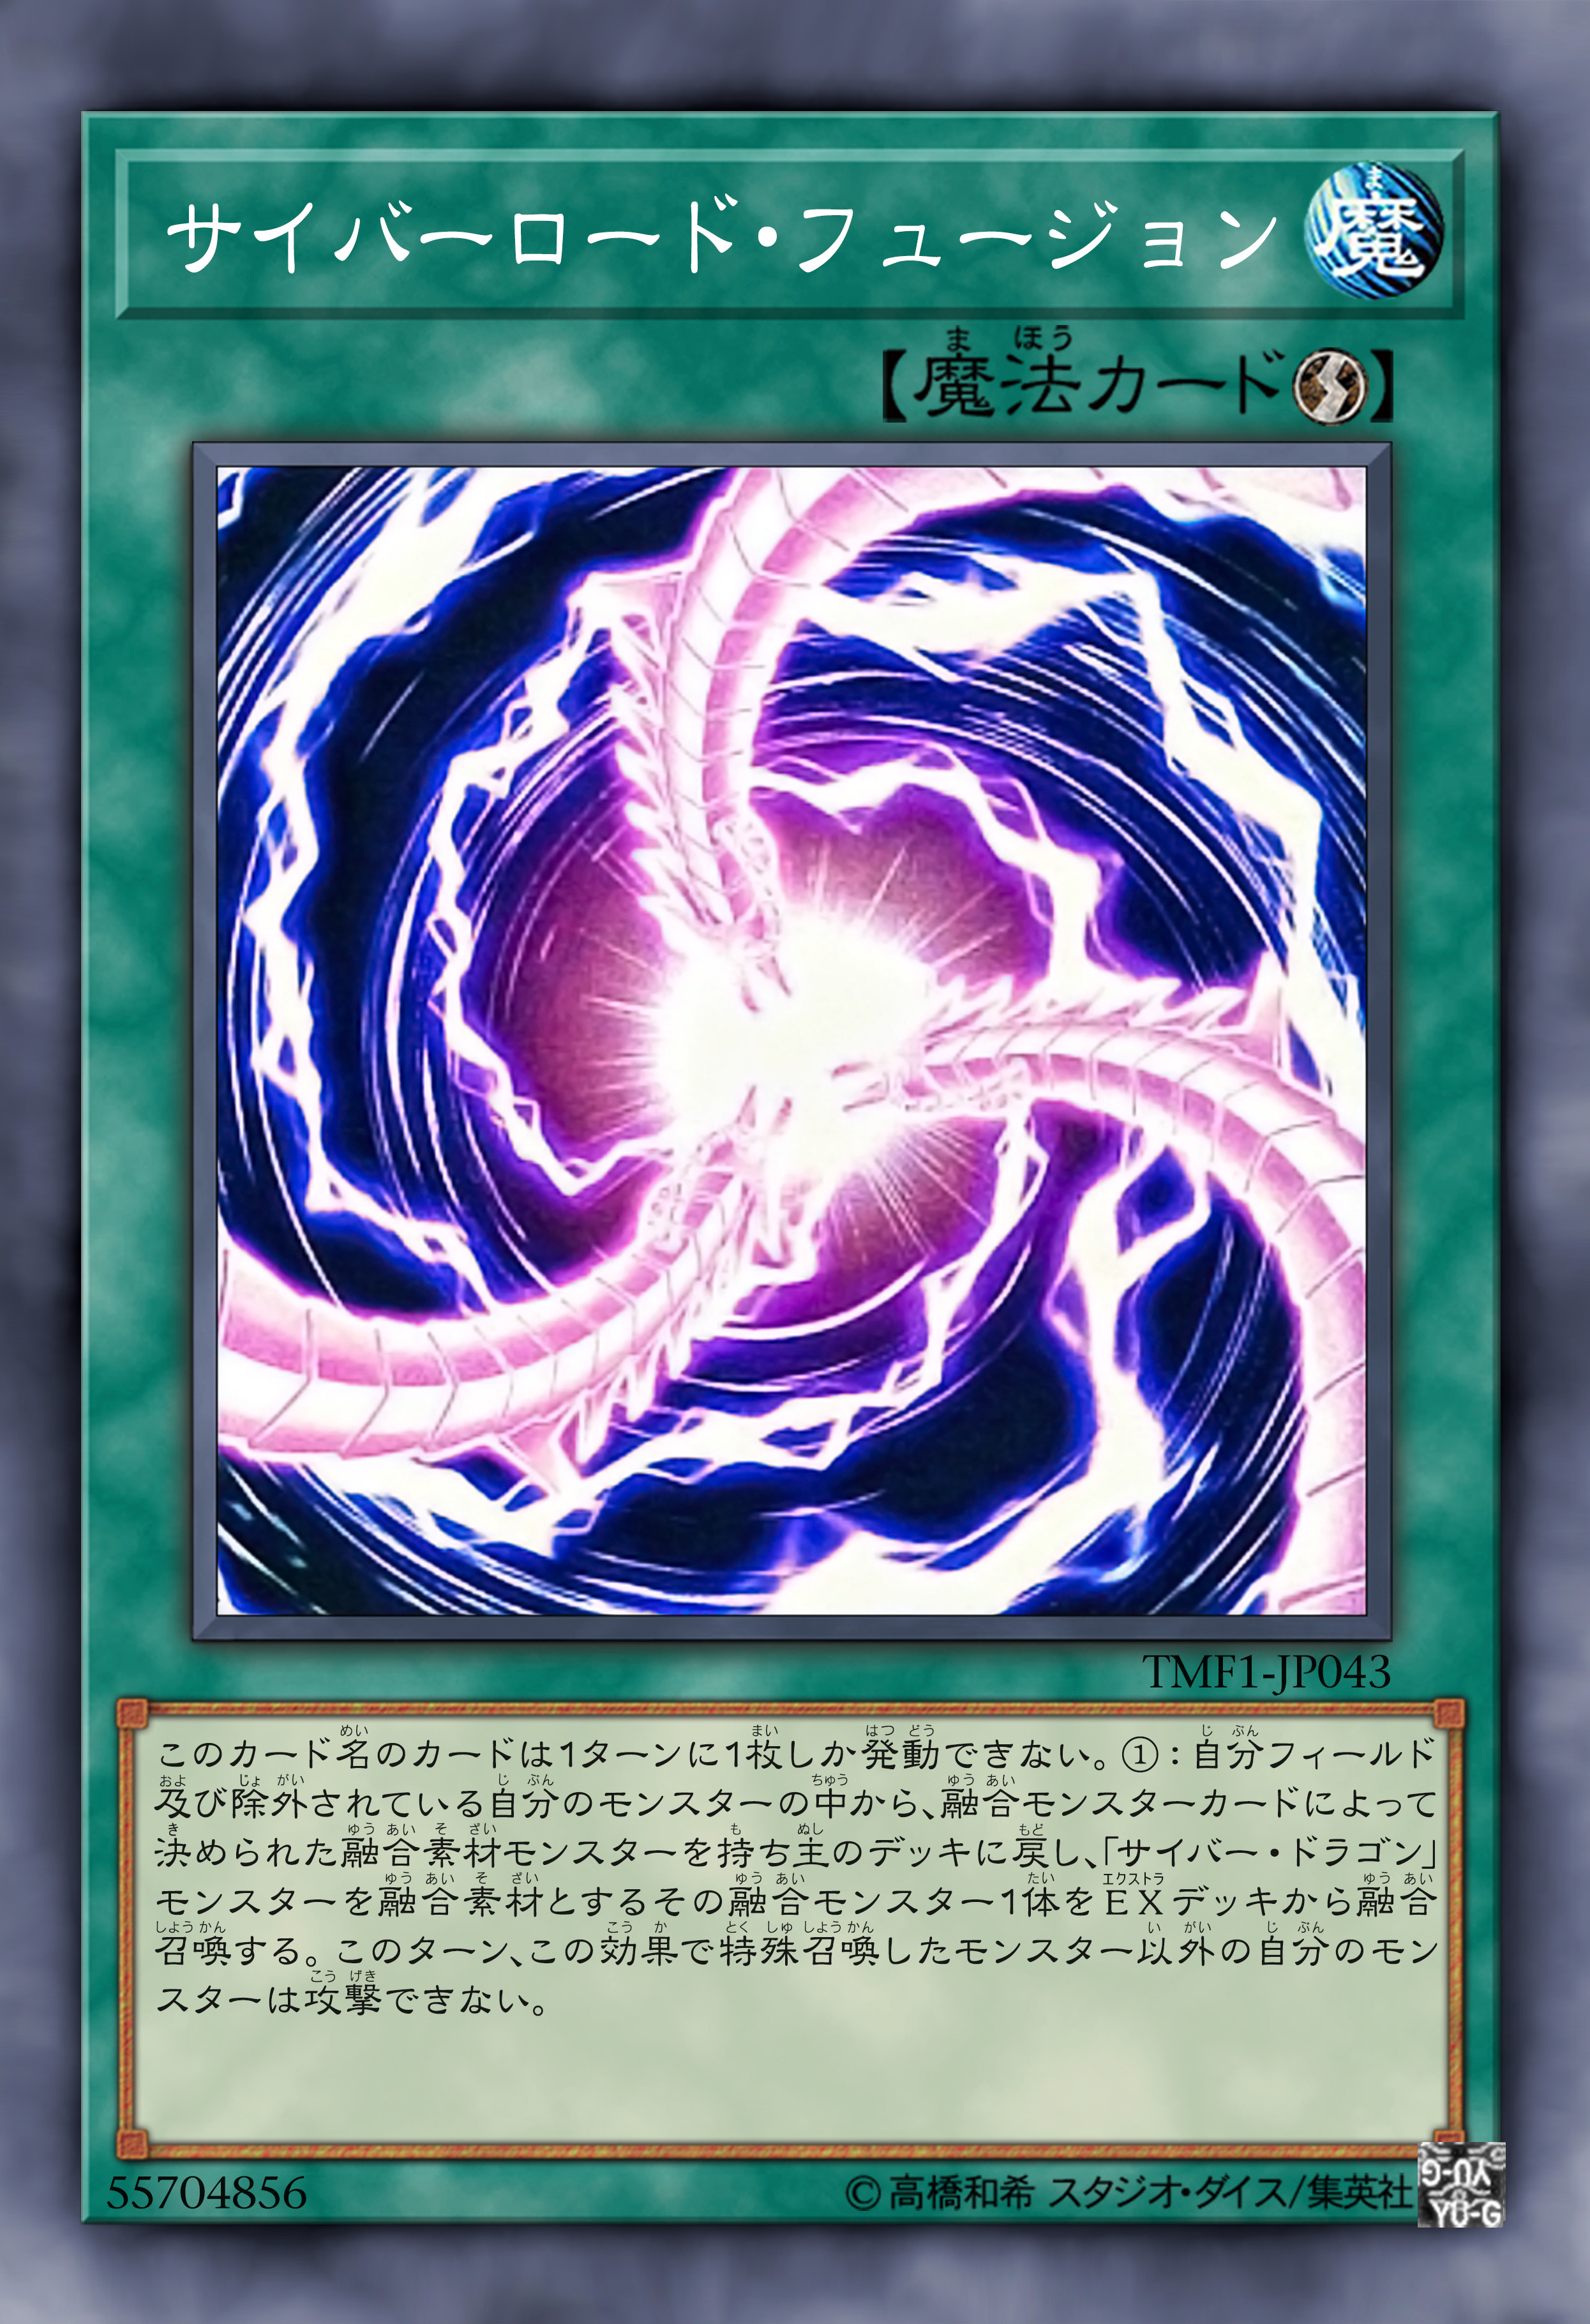 サイバーロード・フュージョン
魔
ま
【魔法カード】
ま ほう
TMF1-JP043
このカード名のカードは1ターンに1枚しか発動できない。①：自分フィールド
及び除外されている自分のモンスターの中から、融合モンスターカードによって
決められた融合素材モンスターを持ち主のデッキに戻し、「サイバー・ドラゴン」
モンスターを融合素材とするその融合モンスター1体をEXデッキから融合
召喚する。このターン、この効果で特殊召喚したモンスター以外の自分のモン
スターは攻撃できない。
55704856
©高橋和希 スタジオ・ダイス/集英社
YU-G
YU-G